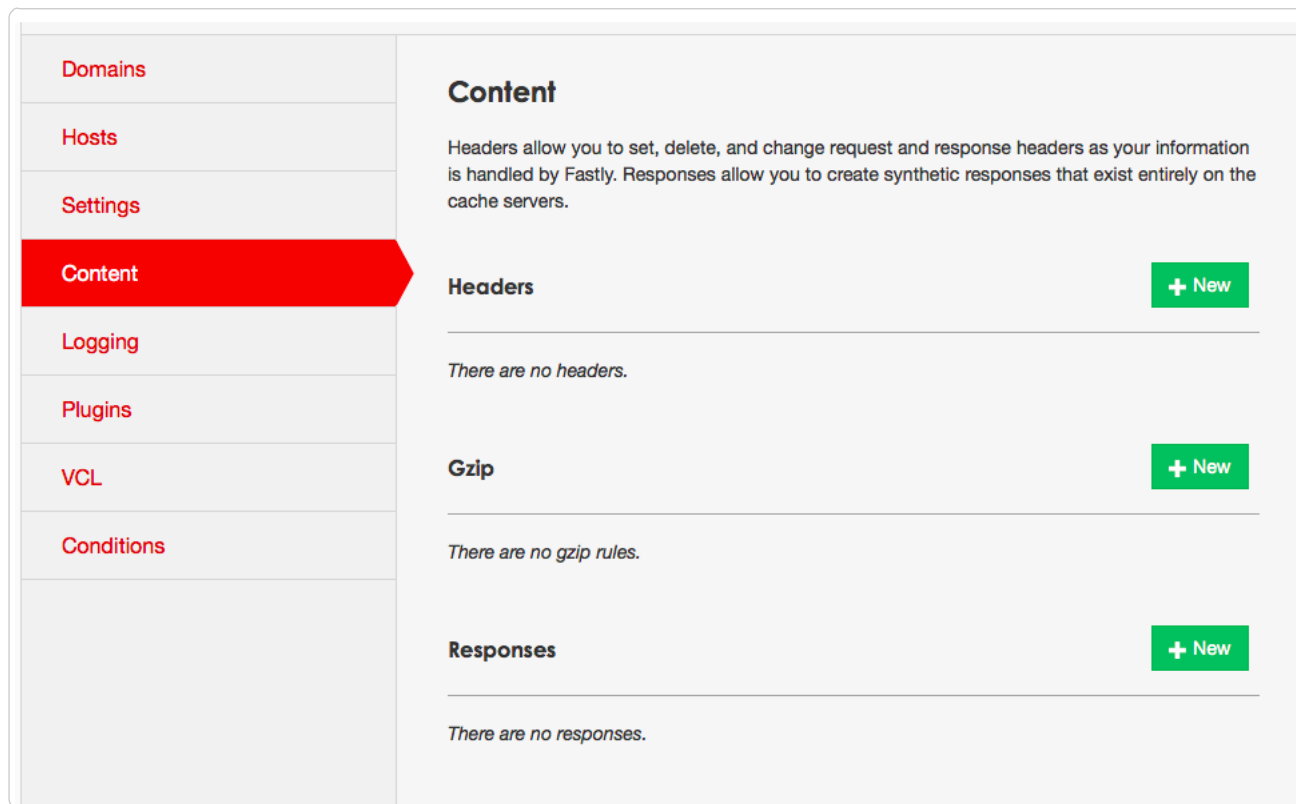 Domains
Hosts
Settings
Content
Logging
Plugins
VCL
Conditions
Content
Headers allow you to set, delete, and change request and response headers as your information
is handled by Fastly. Responses allow you to create synthetic responses that exist entirely on the
cache servers.
Headers
New
There are no headers.
Gzip
New
There are no gzip rules.
Responses
New
There are no responses.